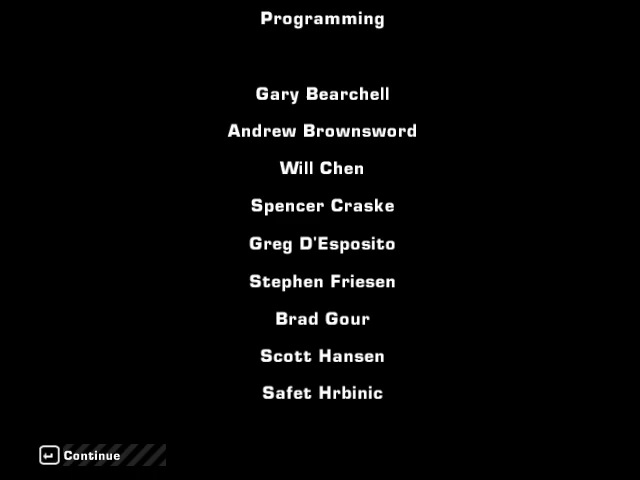 Programming
Gary Bearchell
Andrew Brownsword
Will Chen
Spencer Craske
Greg D'Esposito
Stephen Friesen
Brad Gour
Scott Hansen
Safet Hrbinic
Continue